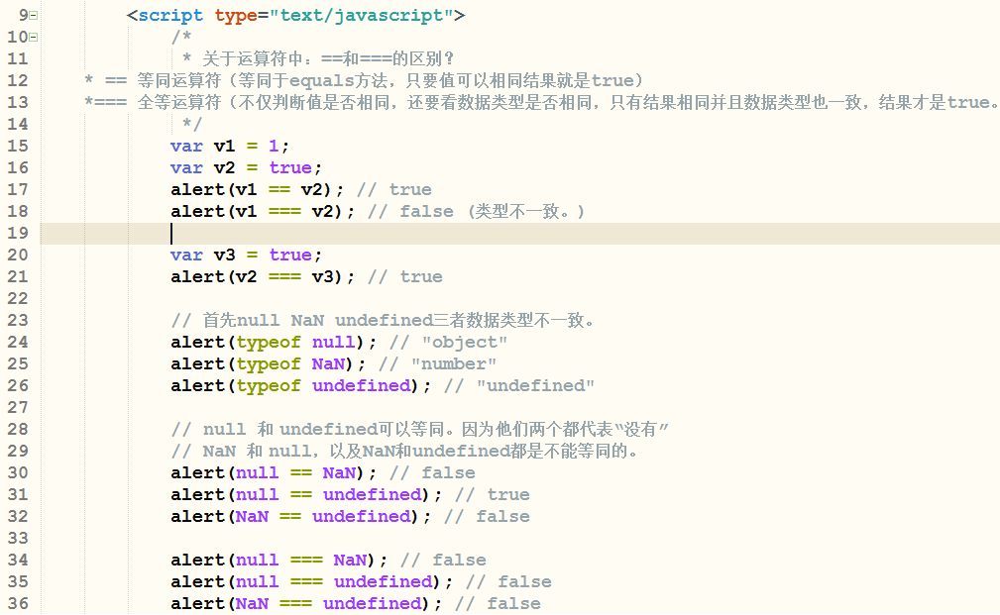 9 <script type="text/javascript">
10 /*
11 * 关于运算符中：==和===的区别？
12 * == 等同运算符（等同于equals方法，只要值可以相同结果就是true）
13 *=== 全等运算符（不仅判断值是否相同，还要看数据类型是否相同，只有结果相同并且数据类型也一致，结果才是true。
14 */
15 var v1 = 1;
16 var v2 = true;
17 alert(v1 == v2); // true
18 alert(v1 === v2); // false (类型不一致。)
19
20 var v3 = true;
21 alert(v2 === v3); // true
22
23 // 首先null NaN undefined三者数据类型不一致。
24 alert(typeof null); // "object"
25 alert(typeof NaN); // "number"
26 alert(typeof undefined); // "undefined"
27
28 // null 和 undefined可以等同。因为他们两个都代表“没有”
29 // NaN 和 null，以及NaN和undefined都是不能等同的。
30 alert(null == NaN); // false
31 alert(null == undefined); // true
32 alert(NaN == undefined); // false
33
34 alert(null === NaN); // false
35 alert(null === undefined); // false
36 alert(NaN === undefined); // false